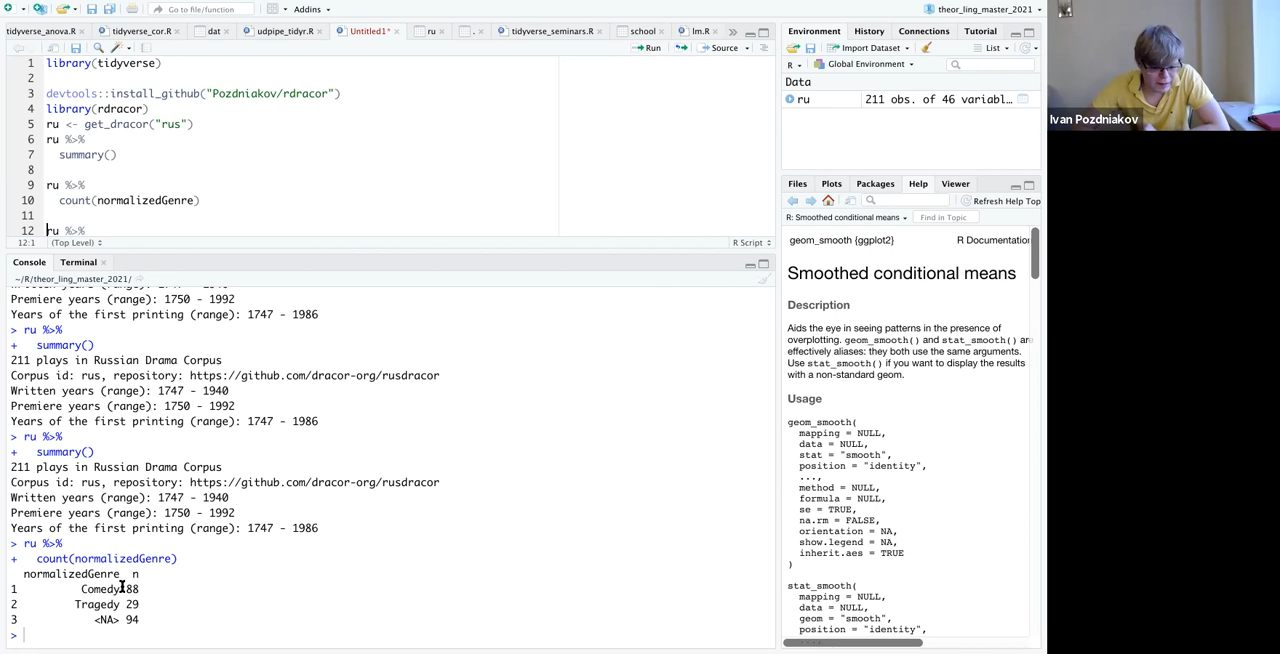 Go to file/function
Addins
theor_ling_master_2021
tidyverse_anova.R
tidyverse_cor.R
dat
udpipe_tidyr.R
Untitled1*
ru
.
tidyverse_seminars.R
school
lm.R
Run
Source
1 library(tidyverse)
2
3 devtools::install_github("Pozdniakov/rdracor")
4 library(rdracor)
5 ru <- get_dracor("rus")
6 ru %>%
7 summary()
8
9 ru %>%
10 count(normalizedGenre)
11
12 ru %>%
12:1 (Top Level) R Script
Console Terminal
~/R/theor_ling_master_2021/
Premiere years (range): 1750 - 1992
Years of the first printing (range): 1747 - 1986
> ru %>%
+ summary()
211 plays in Russian Drama Corpus
Corpus id: rus, repository: https://github.com/dracor-org/rusdracor
Written years (range): 1747 - 1940
Premiere years (range): 1750 - 1992
Years of the first printing (range): 1747 - 1986
> ru %>%
+ summary()
211 plays in Russian Drama Corpus
Corpus id: rus, repository: https://github.com/dracor-org/rusdracor
Written years (range): 1747 - 1940
Premiere years (range): 1750 - 1992
Years of the first printing (range): 1747 - 1986
> ru %>%
+ count(normalizedGenre)
normalizedGenre n
1 Comedy 88
2 Tragedy 29
3 <NA> 94
>
Environment History Connections Tutorial
Import Dataset List
R Global Environment
Data
ru 211 obs. of 46 variabl…
Files Plots Packages Help Viewer
Refresh Help Top
R: Smoothed conditional means Find in Topic
geom_smooth {ggplot2} R Documentation
Smoothed conditional means
Description
Aids the eye in seeing patterns in the presence of
overplotting. geom_smooth() and stat_smooth() are
effectively aliases: they both use the same arguments.
Use stat_smooth() if you want to display the results
with a non-standard geom.
Usage
geom_smooth(
mapping = NULL,
data = NULL,
stat = "smooth",
position = "identity",
...,
method = NULL,
formula = NULL,
se = TRUE,
na.rm = FALSE,
orientation = NA,
show.legend = NA,
inherit.aes = TRUE
)
stat_smooth(
mapping = NULL,
data = NULL,
geom = "smooth",
position = "identity",
Ivan Pozdniakov